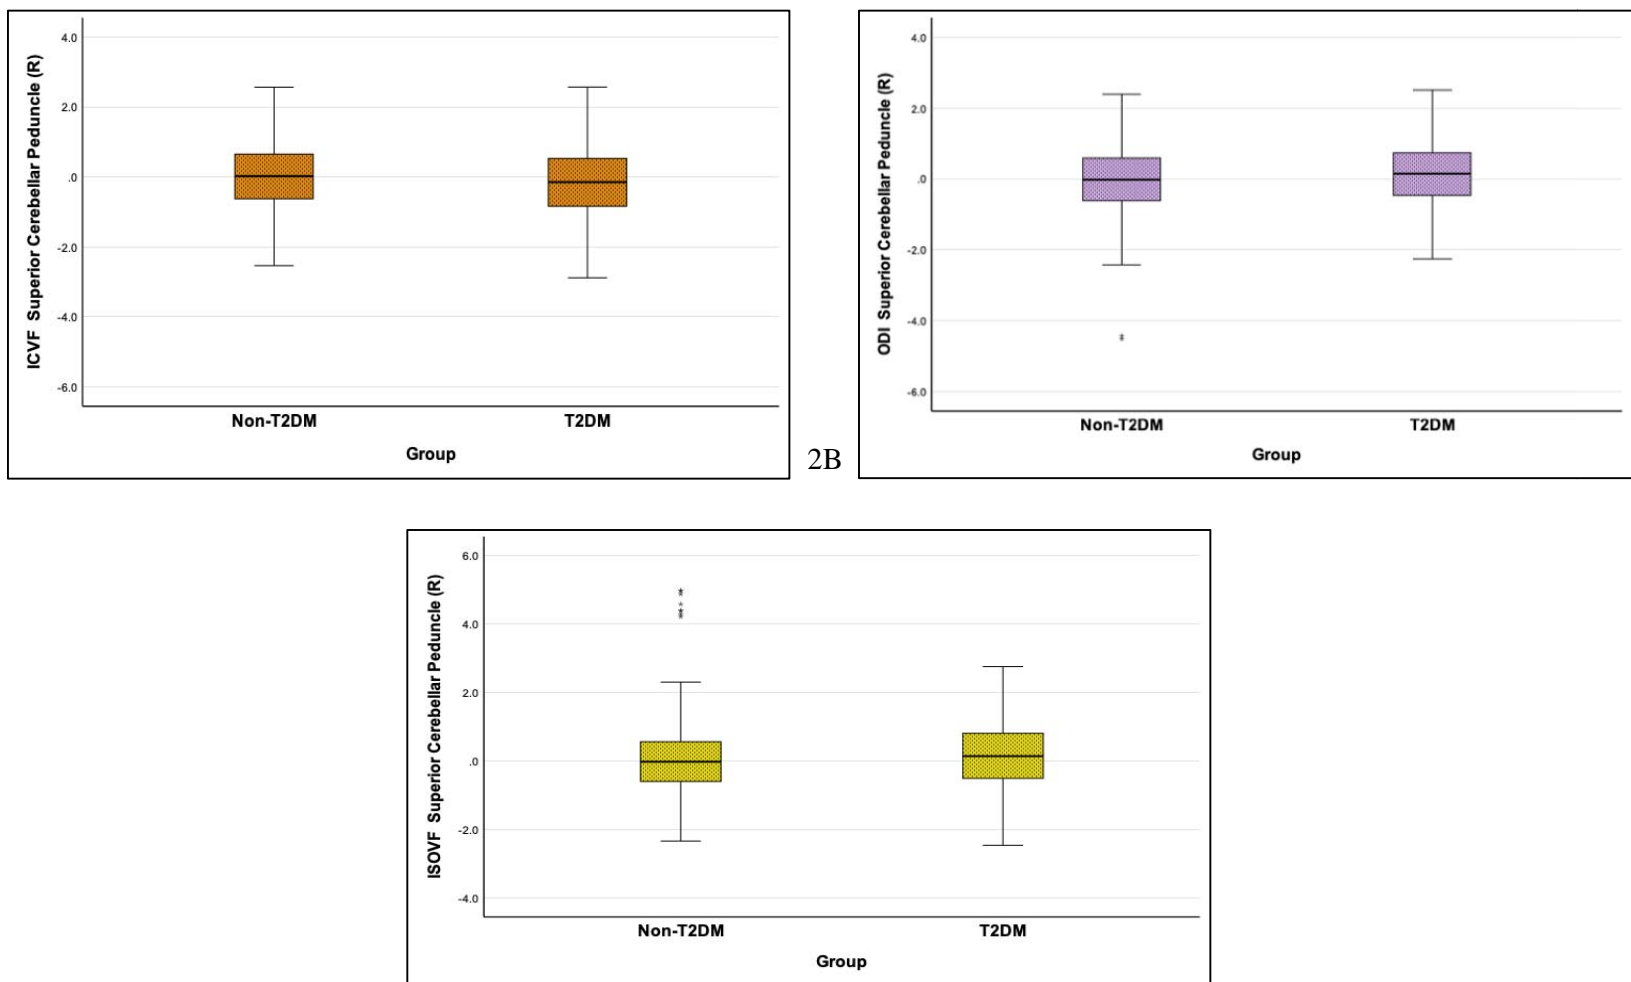 ICVF Superior Cerebellar Peduncle (R)
4.0
2.0
.0
-2.0
-4.0
-6.0
Non-T2DM T2DM
Group
2B
ODI Superior Cerebellar Peduncle (R)
4.0
2.0
.0
-2.0
-4.0
-6.0
Non-T2DM T2DM
Group
ISOVF Superior Cerebellar Peduncle (R)
6.0
4.0
2.0
.0
-2.0
-4.0
Non-T2DM T2DM
Group